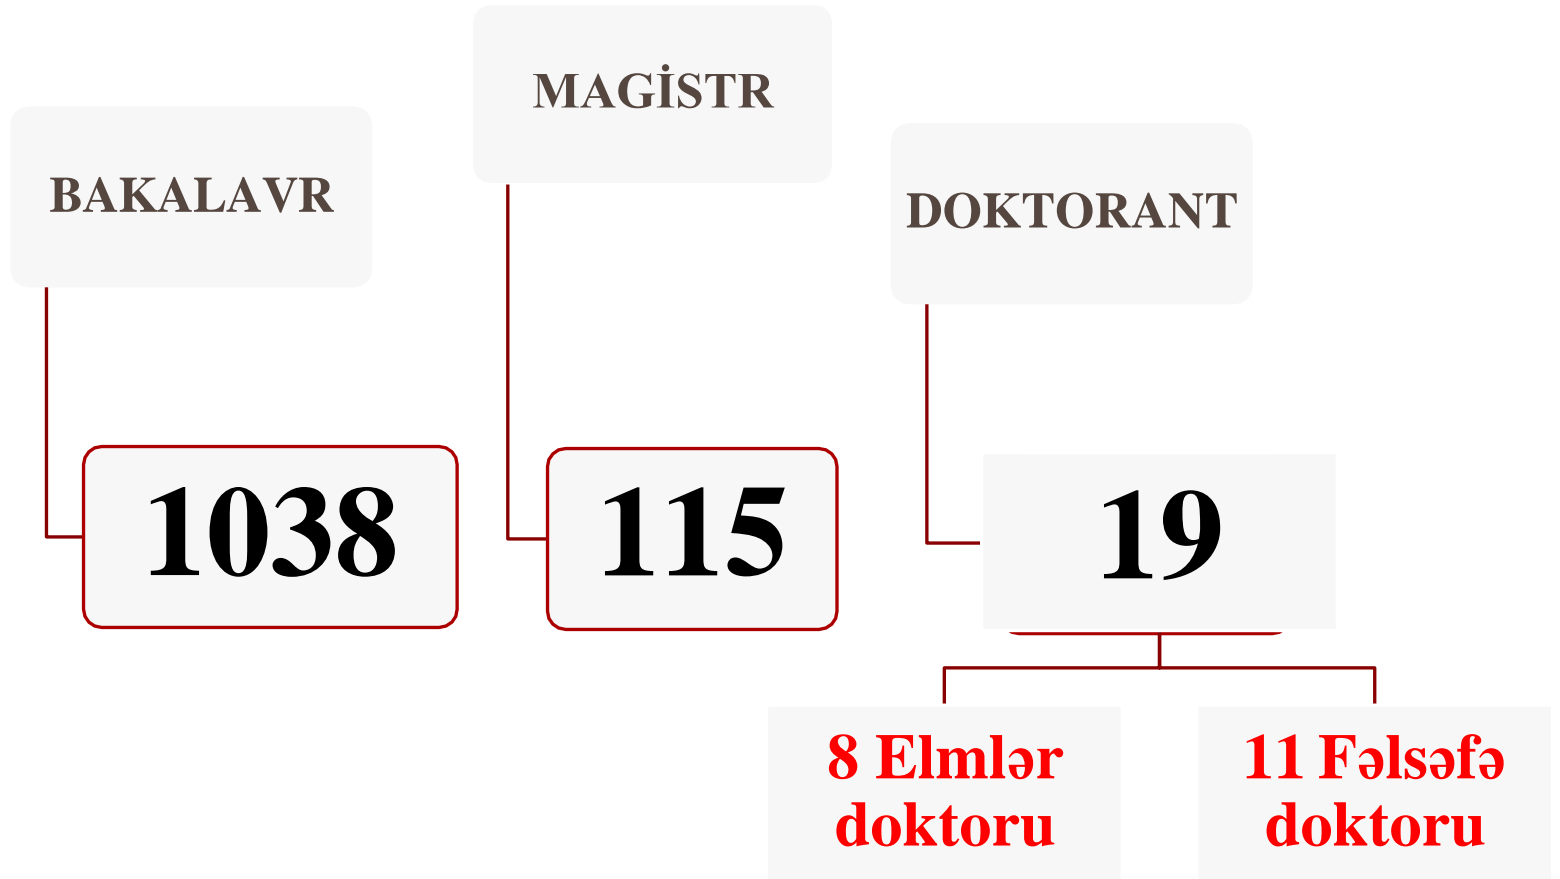 BAKALAVR
1038
MAGİSTR
115
DOKTORANT
19
8 Elmlər
doktoru
11 Fəlsəfə
doktoru